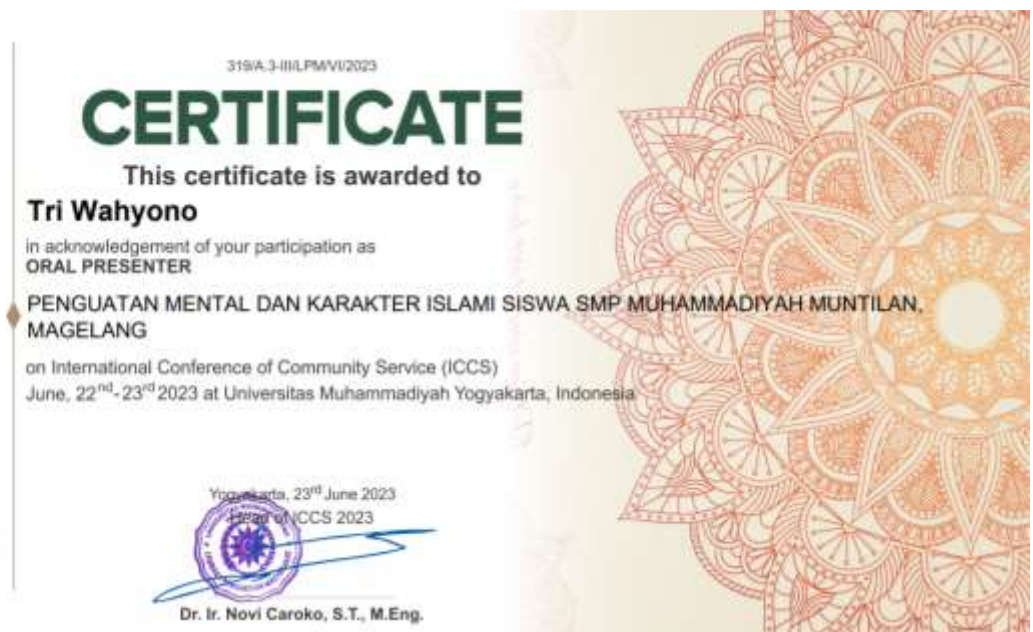 319/A.3-III/LPM/VI/2023
CERTIFICATE
This certificate is awarded to
Tri Wahyono
in acknowledgement of your participation as
ORAL PRESENTER
PENGUATAN MENTAL DAN KARAKTER ISLAMI SISWA SMP MUHAMMADIYAH MUNTILAN,
MAGELANG
on International Conference of Community Service (ICCS)
June, 22nd- 23rd 2023 at Universitas Muhammadiyah Yogyakarta, Indonesia
Yogyakarta, 23rd June 2023
Head of ICCS 2023
Dr. Ir. Novi Caroko, S.T., M.Eng.